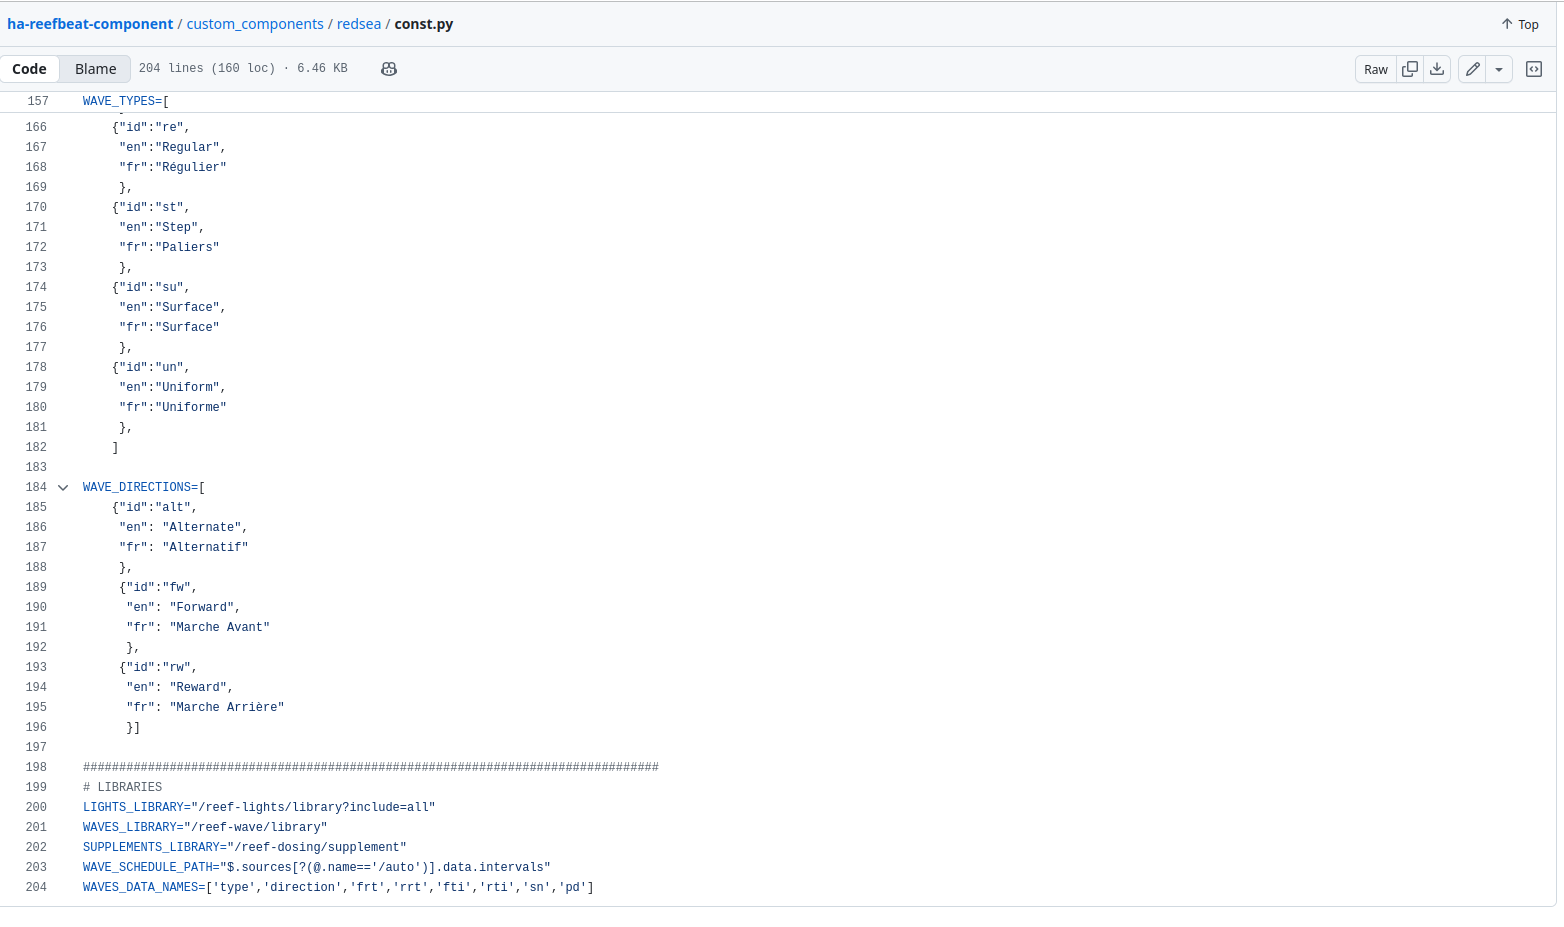 ha-reefbeat-component / custom_components / redsea / const.py
Top
Code Blame 204 lines (160 loc) · 6.46 KB
Raw
157 WAVE_TYPES=[
166 {"id":"re",
167 "en":"Regular",
168 "fr":"Régulier"
169 },
170 {"id":"st",
171 "en":"Step",
172 "fr":"Paliers"
173 },
174 {"id":"su",
175 "en":"Surface",
176 "fr":"Surface"
177 },
178 {"id":"un",
179 "en":"Uniform",
180 "fr":"Uniforme"
181 },
182 ]
183
184 WAVE_DIRECTIONS=[
185 {"id":"alt",
186 "en": "Alternate",
187 "fr": "Alternatif"
188 },
189 {"id":"fw",
190 "en": "Forward",
191 "fr": "Marche Avant"
192 },
193 {"id":"rw",
194 "en": "Reward",
195 "fr": "Marche Arrière"
196 }]
197
198 ################################################################################
199 # LIBRARIES
200 LIGHTS_LIBRARY="/reef-lights/library?include=all"
201 WAVES_LIBRARY="/reef-wave/library"
202 SUPPLEMENTS_LIBRARY="/reef-dosing/supplement"
203 WAVE_SCHEDULE_PATH="$.sources[?(@.name=='/auto')].data.intervals"
204 WAVES_DATA_NAMES=['type','direction','frt','rrt','fti','rti','sn','pd']